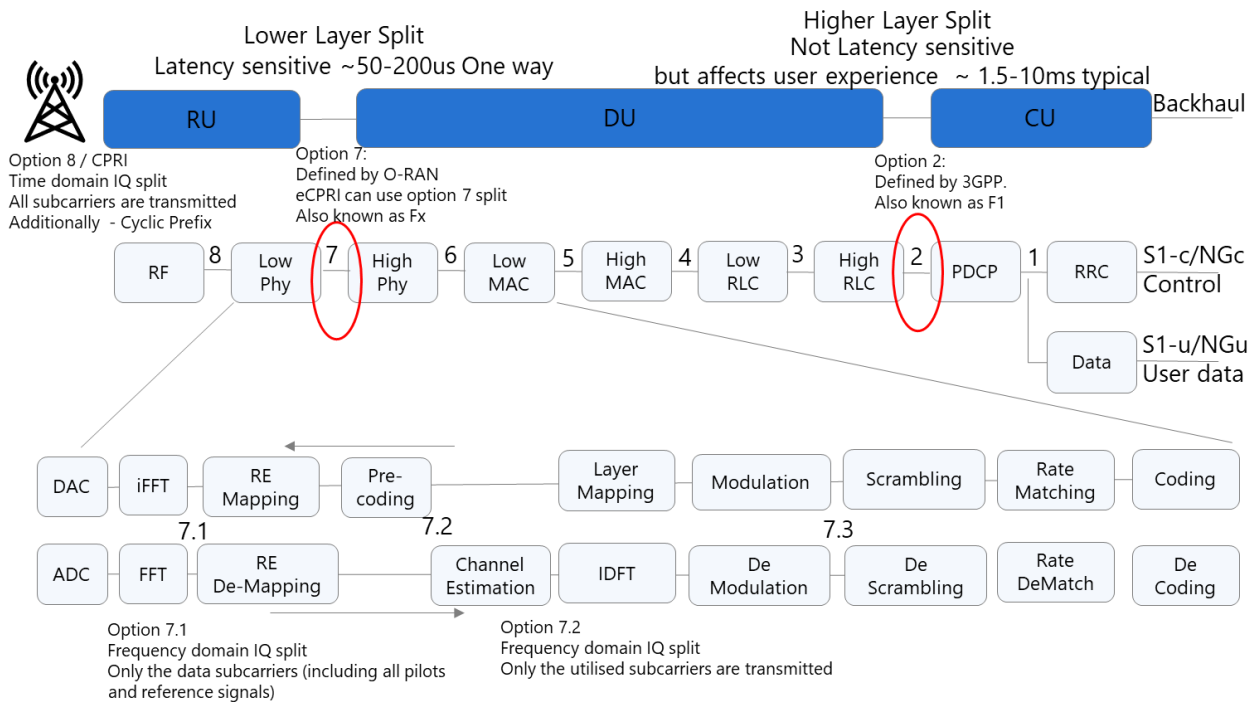 Lower Layer Split
Latency sensitive ~50-200us One way
Higher Layer Split
Not Latency sensitive
but affects user experience ~ 1.5-10ms typical
RU
DU
CU
Backhaul
Option 8 / CPRI
Time domain IQ split
All subcarriers are transmitted
Additionally - Cyclic Prefix
Option 7:
Defined by O-RAN
eCPRI can use option 7 split
Also known as Fx
Option 2:
Defined by 3GPP.
Also known as F1
RF
8
Low
Phy
7
High
Phy
6
Low
MAC
5
High
MAC
4
Low
RLC
3
High
RLC
2
PDCP
1
RRC
S1-c/NGc
Control
Data
S1-u/NGu
User data
DAC
iFFT
RE
Mapping
Pre-
coding
Layer
Mapping
Modulation
Scrambling
Rate
Matching
Coding
7.1
7.2
7.3
ADC
FFT
RE
De-Mapping
Channel
Estimation
IDFT
De
Modulation
De
Scrambling
Rate
DeMatch
De
Coding
Option 7.1
Frequency domain IQ split
Only the data subcarriers (including all pilots
and reference signals)
Option 7.2
Frequency domain IQ split
Only the utilised subcarriers are transmitted